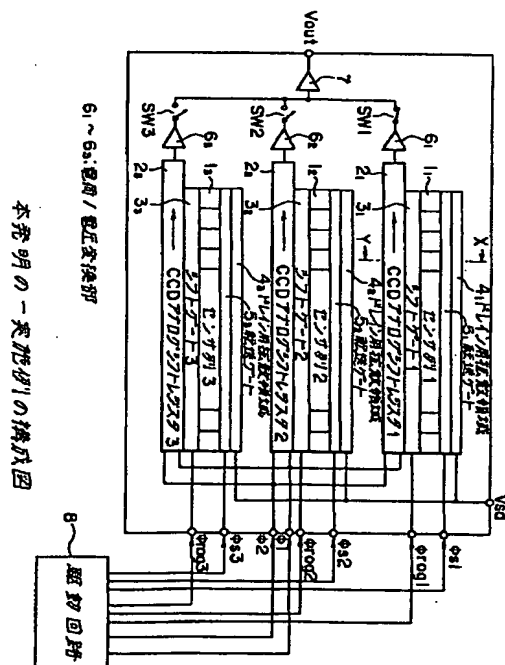 X
4₁ドレイン用拡散領域
5₁転送ゲート
1₁
センサ列1
3₁
シフトゲート1
2₁
CCDアナログシフトレジスタ1
6₁
SW1
Y
4₂ドレイン用拡散領域
5₂転送ゲート
1₂
センサ列2
3₂
シフトゲート2
2₂
CCDアナログシフトレジスタ2
6₂
SW2
4₃ドレイン用拡散領域
5₃転送ゲート
1₃
センサ列3
3₃
シフトゲート3
2₃
CCDアナログシフトレジスタ3
6₃
SW3
7
Vout
VSG
φs1
φrog1
φs2
φrog2
φ1
φ2
φs3
φrog3
8
駆動回路
6₁~6₃:電荷/電圧変換部
本発明の一実施例の構成図